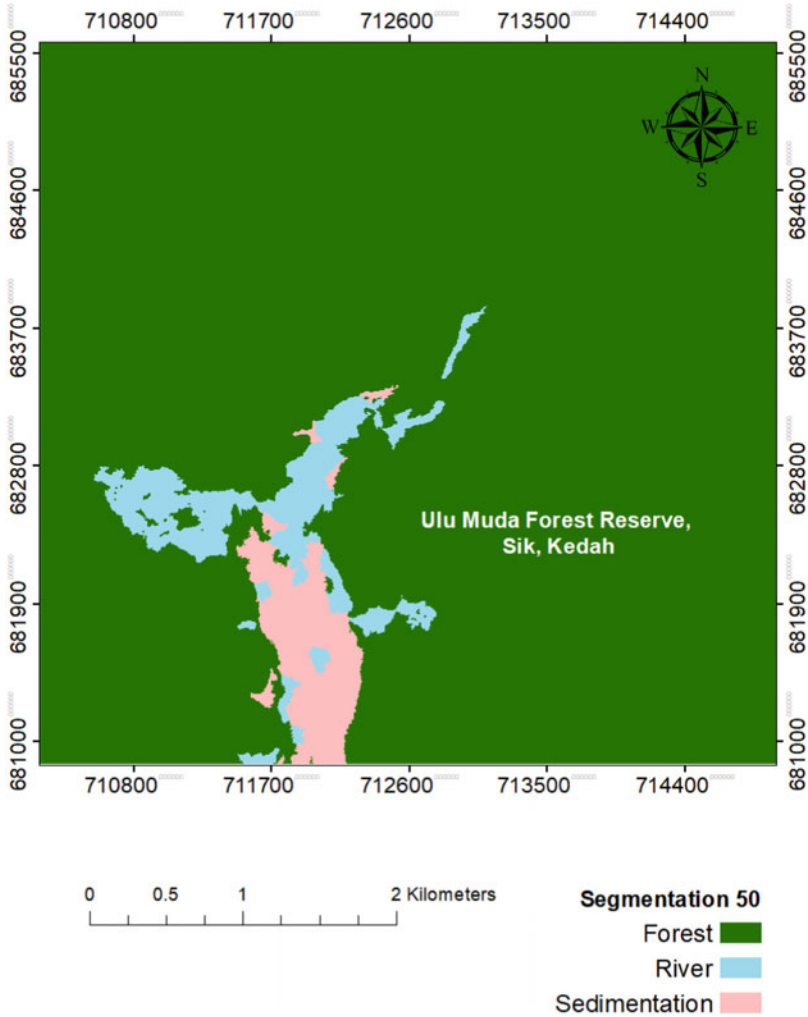 710800 711700 712600 713500 714400
685500 685500
N
W E
S
684600 684600
683700 683700
682800 682800
Ulu Muda Forest Reserve,
Sik, Kedah
681900 681900
681000 681000
710800 711700 712600 713500 714400
0 0.5 1 2 Kilometers
Segmentation 50
Forest
River
Sedimentation